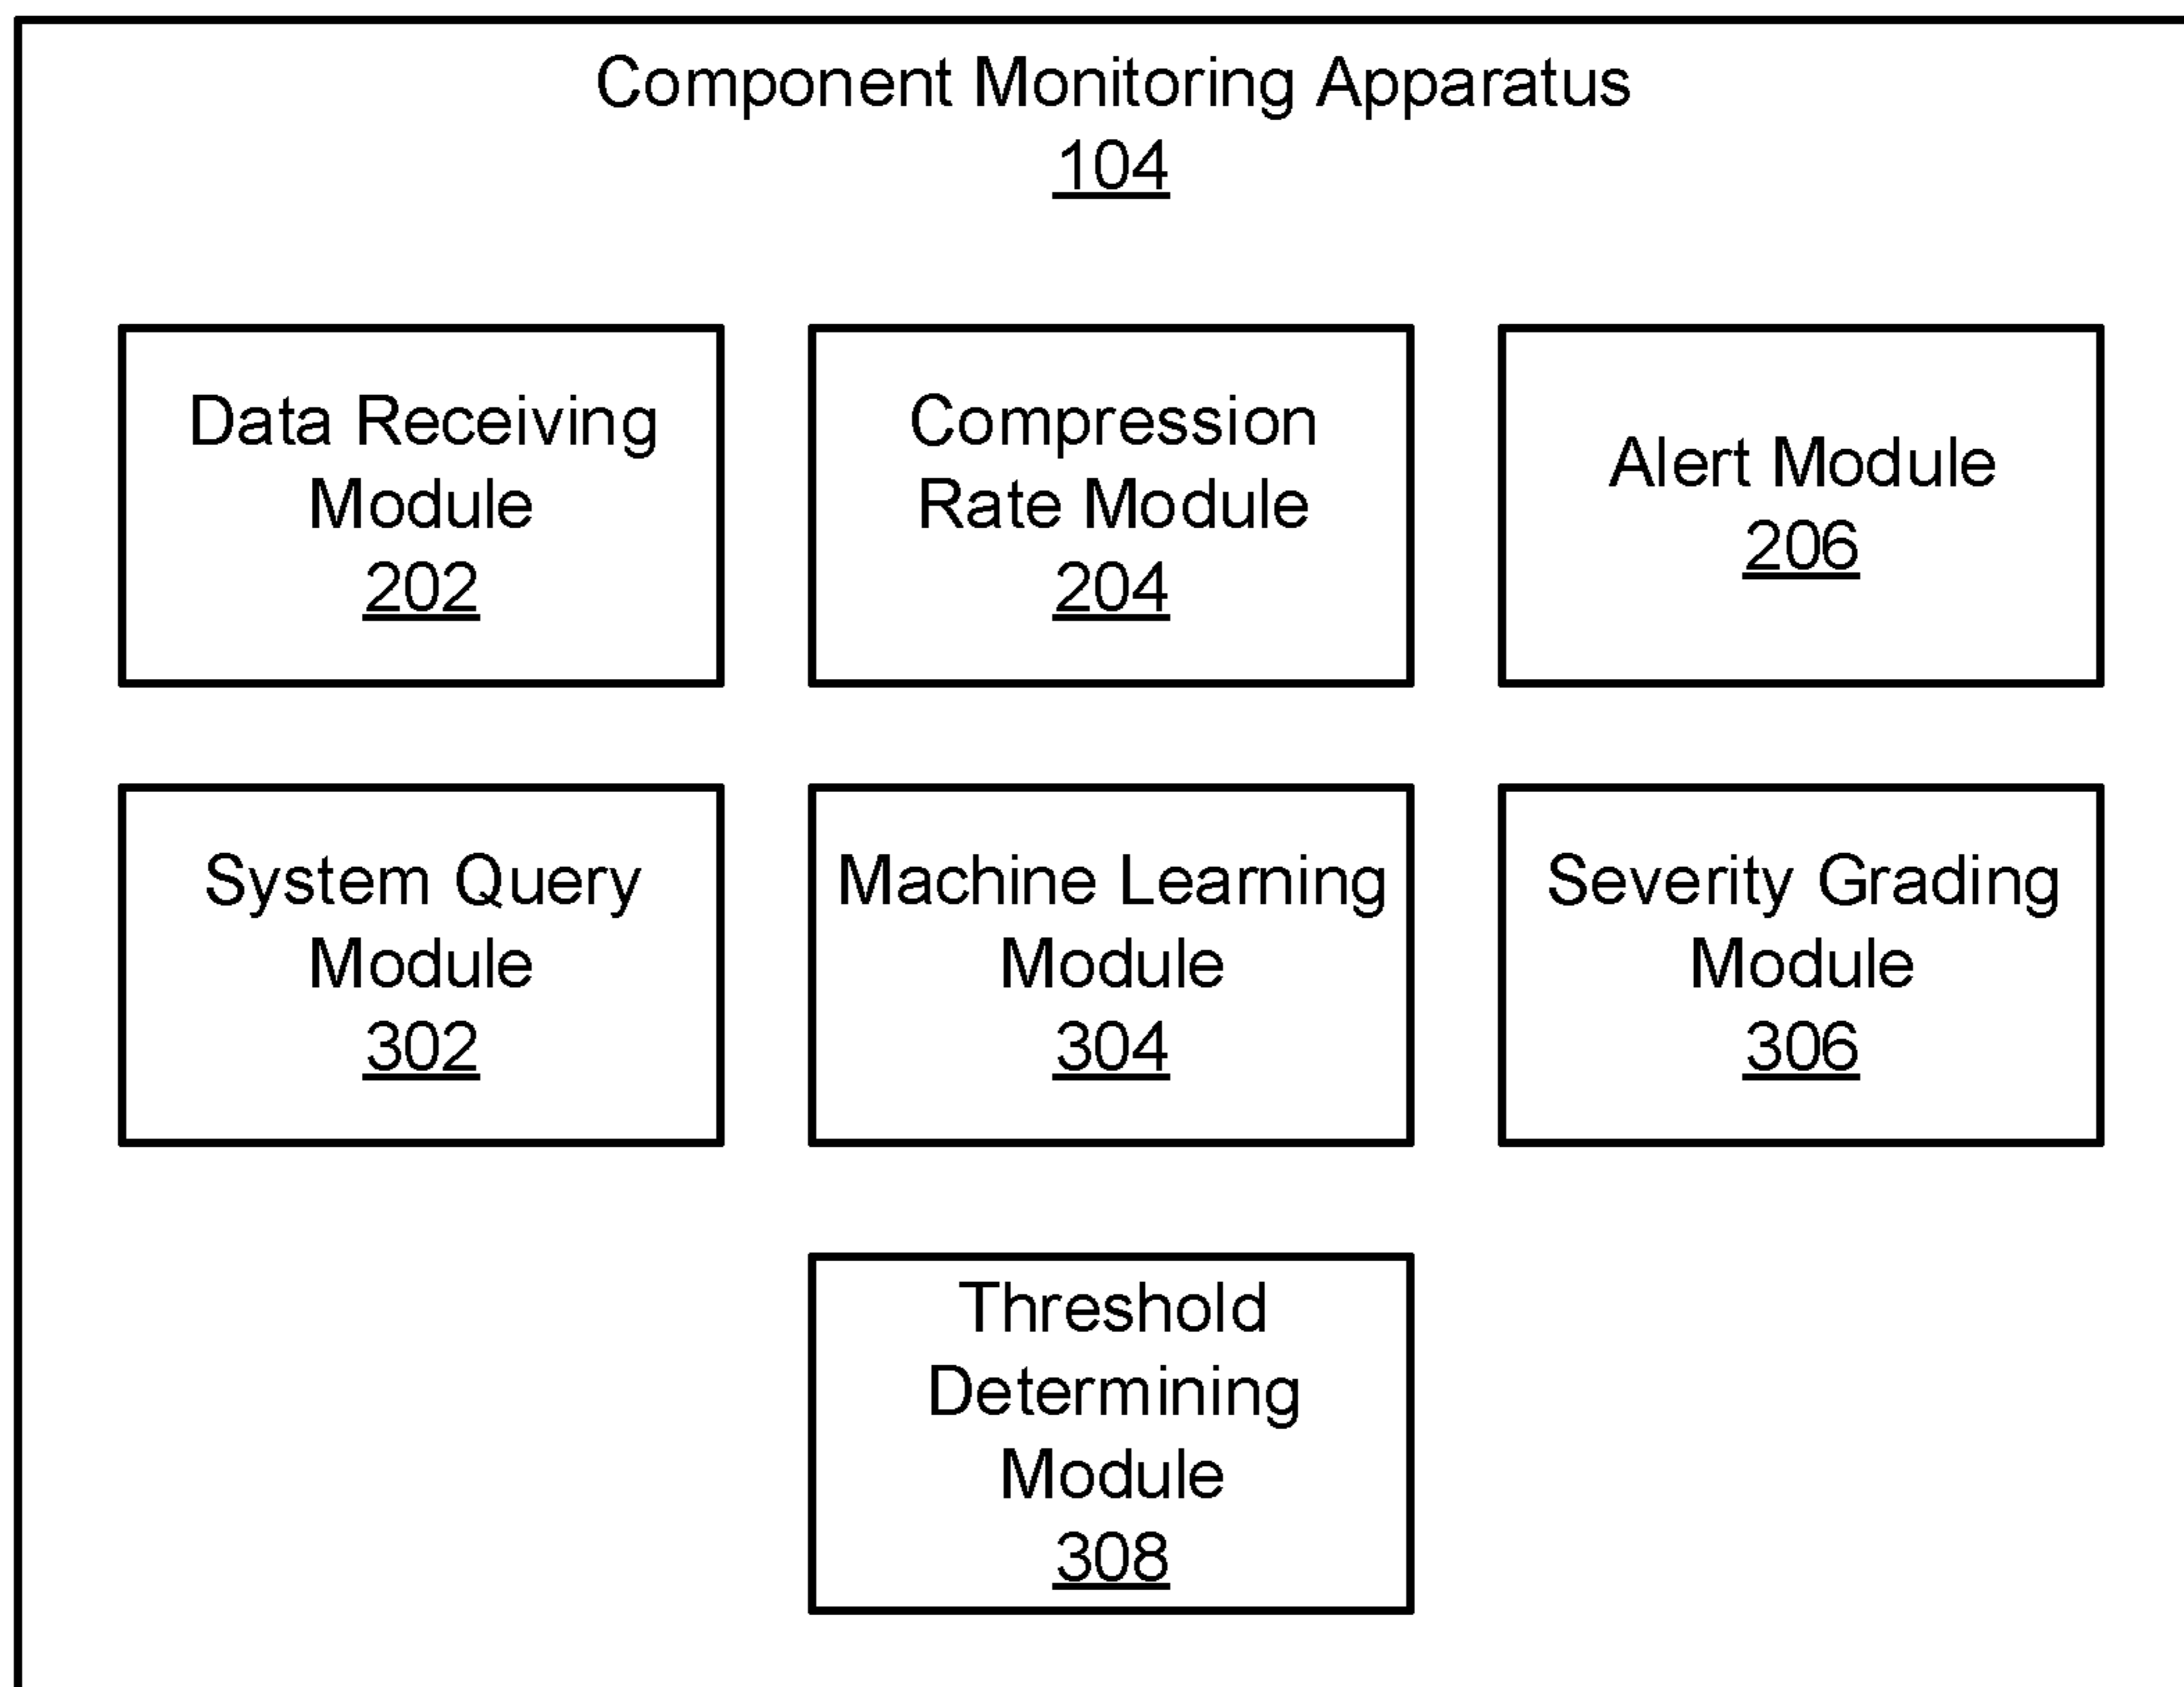 Component Monitoring Apparatus
104
Data Receiving
Module
202
Compression
Rate Module
204
Alert Module
206
System Query
Module
302
Machine Learning
Module
304
Severity Grading
Module
306
Threshold
Determining
Module
308